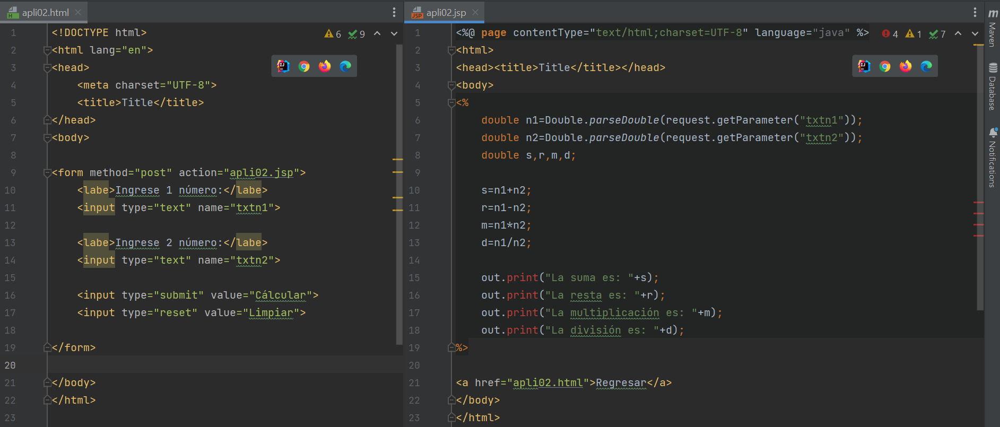 apli02.html
6 9
1 <!DOCTYPE html>
2 <html lang="en">
3 <head>
4 <meta charset="UTF-8">
5 <title>Title</title>
6 </head>
7 <body>
8
9 <form method="post" action="apli02.jsp">
10 <labe>Ingrese 1 número:</labe>
11 <input type="text" name="txtn1">
12
13 <labe>Ingrese 2 número:</labe>
14 <input type="text" name="txtn2">
15
16 <input type="submit" value="Cálcular">
17 <input type="reset" value="Limpiar">
18
19 </form>
20
21 </body>
22 </html>
23
apli02.jsp
4 1 7
1 <%@ page contentType="text/html;charset=UTF-8" language="java" %>
2 <html>
3 <head><title>Title</title></head>
4 <body>
5 <%
6 double n1=Double.parseDouble(request.getParameter("txtn1"));
7 double n2=Double.parseDouble(request.getParameter("txtn2"));
8 double s,r,m,d;
9
10 s=n1+n2;
11 r=n1-n2;
12 m=n1*n2;
13 d=n1/n2;
14
15 out.print("La suma es: "+s);
16 out.print("La resta es: "+r);
17 out.print("La multiplicación es: "+m);
18 out.print("La división es: "+d);
19 %>
20
21 <a href="apli02.html">Regresar</a>
22 </body>
23 </html>
m
Maven
Database
Notifications